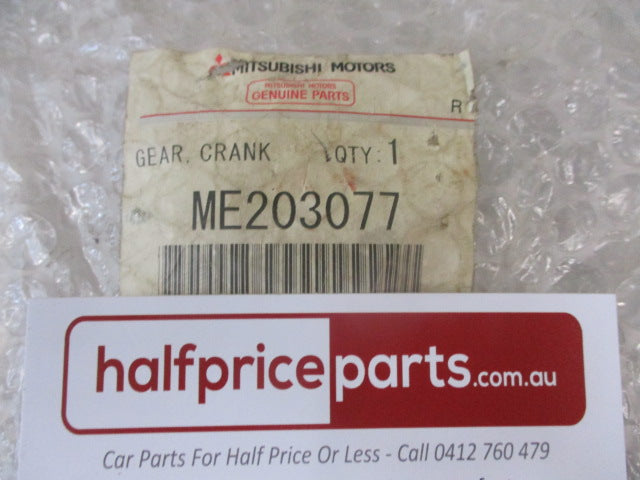 MITSUBISHI MOTORS
MITSUBISHI MOTORS
GENUINE PARTS
R
GEAR, CRANK QTY: 1
ME203077
halfpriceparts.com.au
Car Parts For Half Price Or Less - Call 0412 760 479